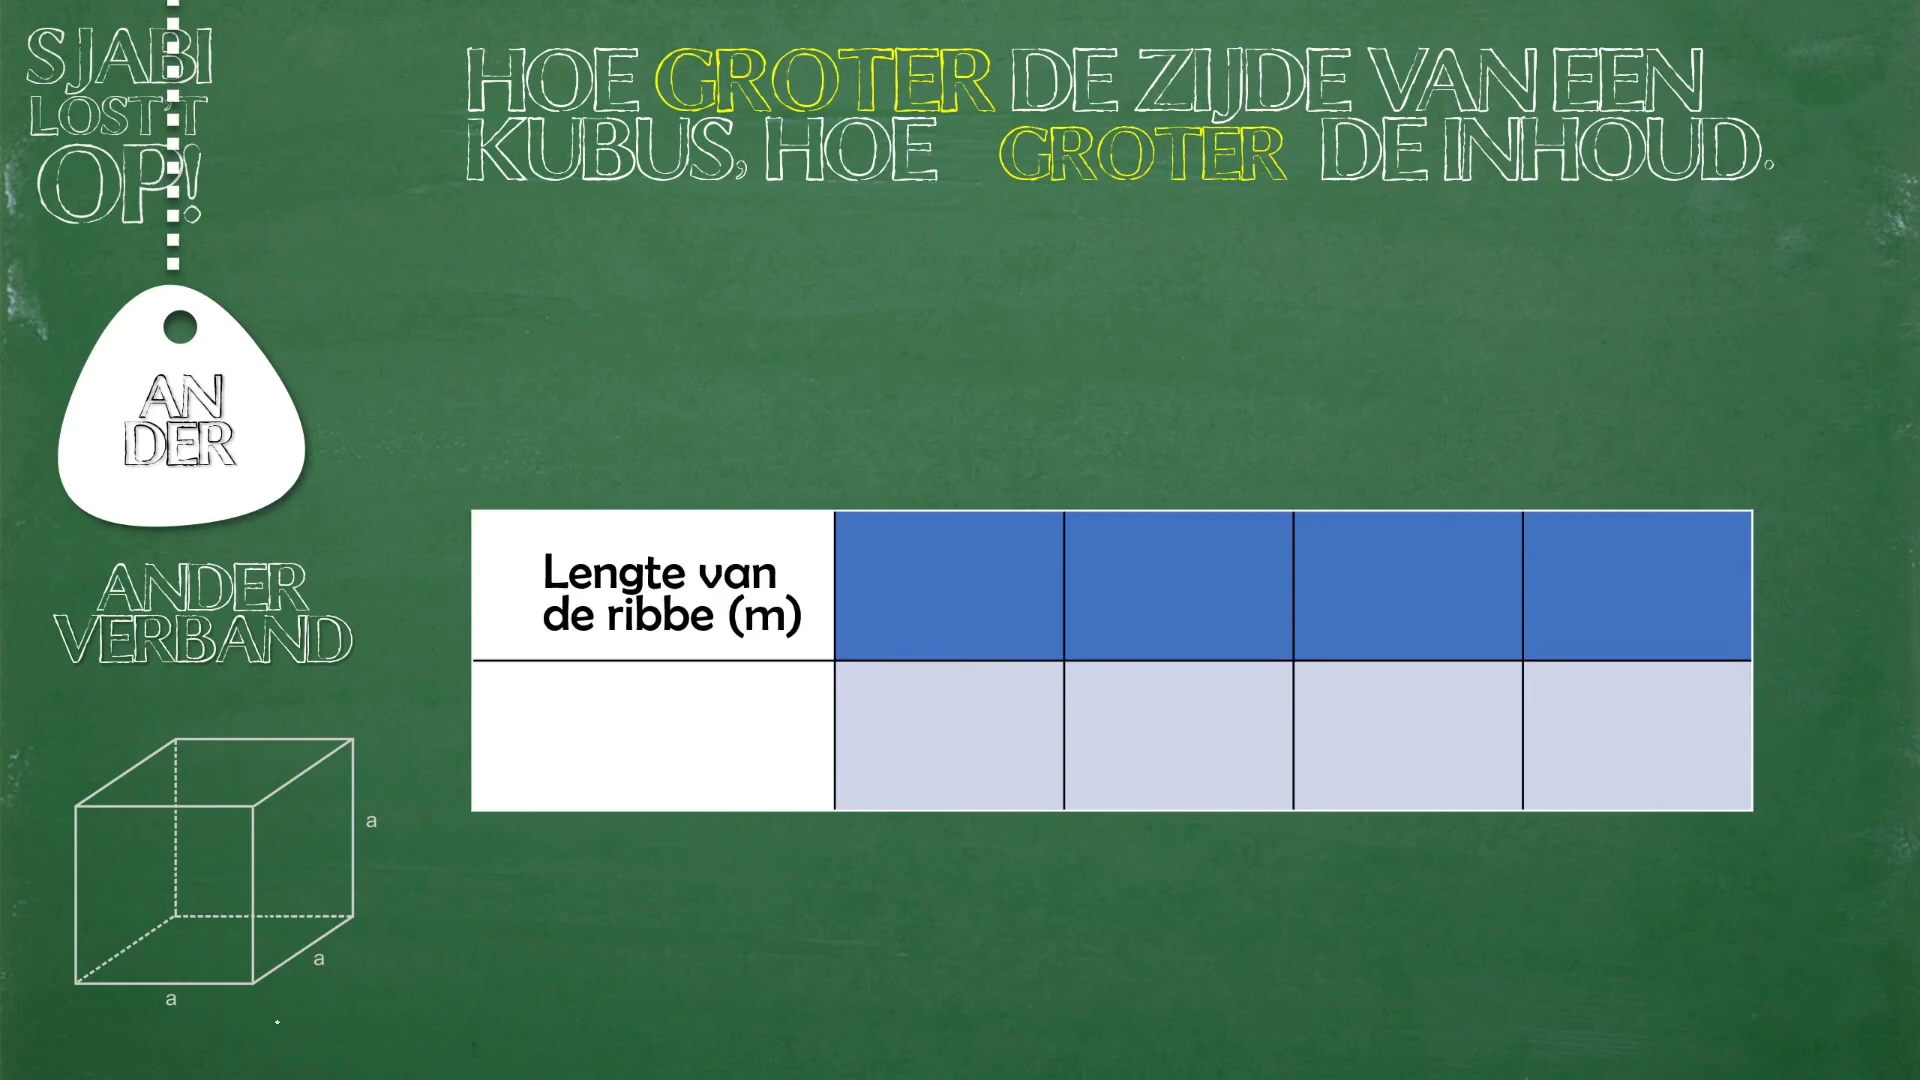 SJABI
LOST'T
OP!
HOE GROTER DE ZIJDE VAN EEN
KUBUS, HOE GROTER DE INHOUD.
AN
DER
ANDER
VERBAND
Lengte van
de ribbe (m)
a
a
a